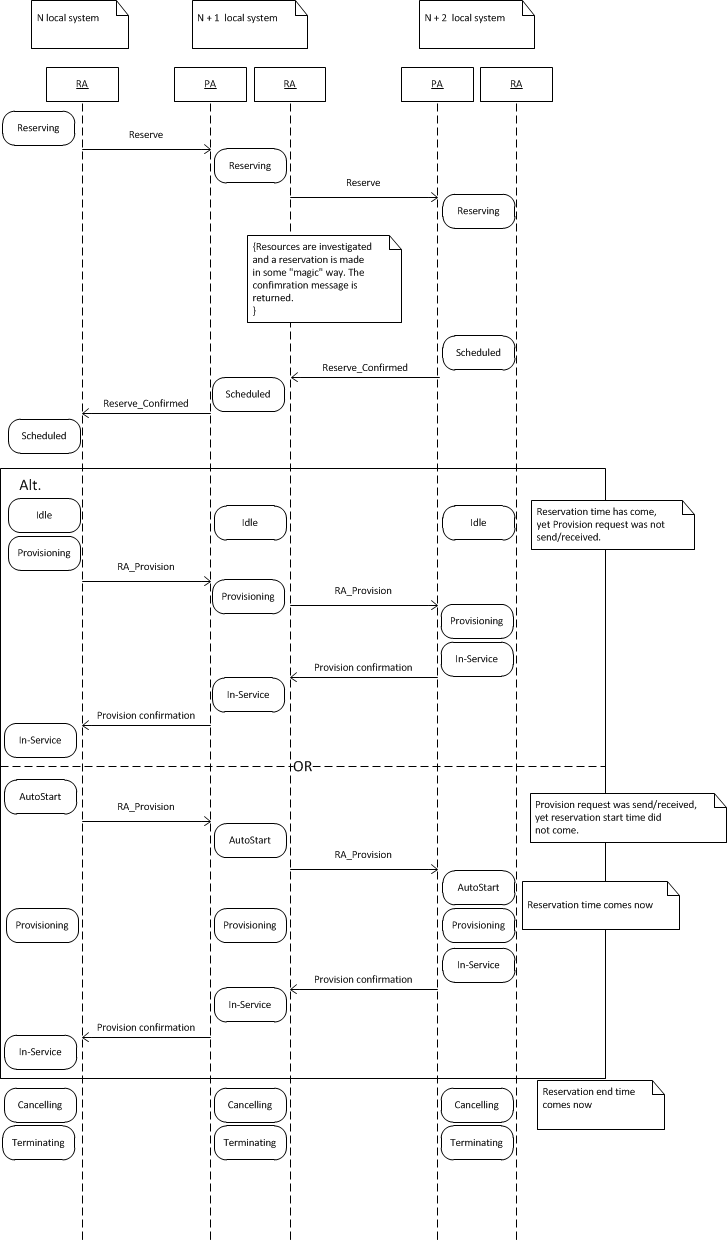 N local system
N + 1 local system
N + 2 local system
RA
PA
RA
PA
RA
Reserving
Reserve
Reserving
Reserve
Reserving
{Resources are investigated
and a reservation is made
in some "magic" way. The
confimration message is
returned.
}
Scheduled
Reserve_Confirmed
Scheduled
Reserve_Confirmed
Scheduled
Alt.
Idle
Idle
Idle
Reservation time has come,
yet Provision request was not
send/received.
Provisioning
RA_Provision
Provisioning
RA_Provision
Provisioning
In-Service
Provision confirmation
In-Service
Provision confirmation
In-Service
OR
AutoStart
RA_Provision
Provision request was send/received,
yet reservation start time did
not come.
AutoStart
RA_Provision
AutoStart
Reservation time comes now
Provisioning
Provisioning
Provisioning
In-Service
Provision confirmation
In-Service
Provision confirmation
In-Service
Reservation end time
comes now
Cancelling
Cancelling
Cancelling
Terminating
Terminating
Terminating